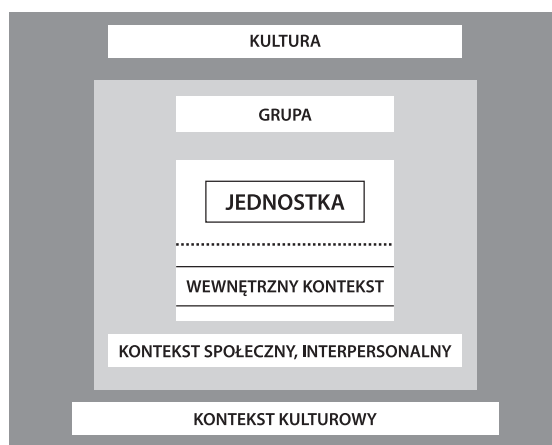 KULTURA
GRUPA
JEDNOSTKA
WEWNĘTRZNY KONTEKST
KONTEKST SPOŁECZNY, INTERPERSONALNY
KONTEKST KULTUROWY